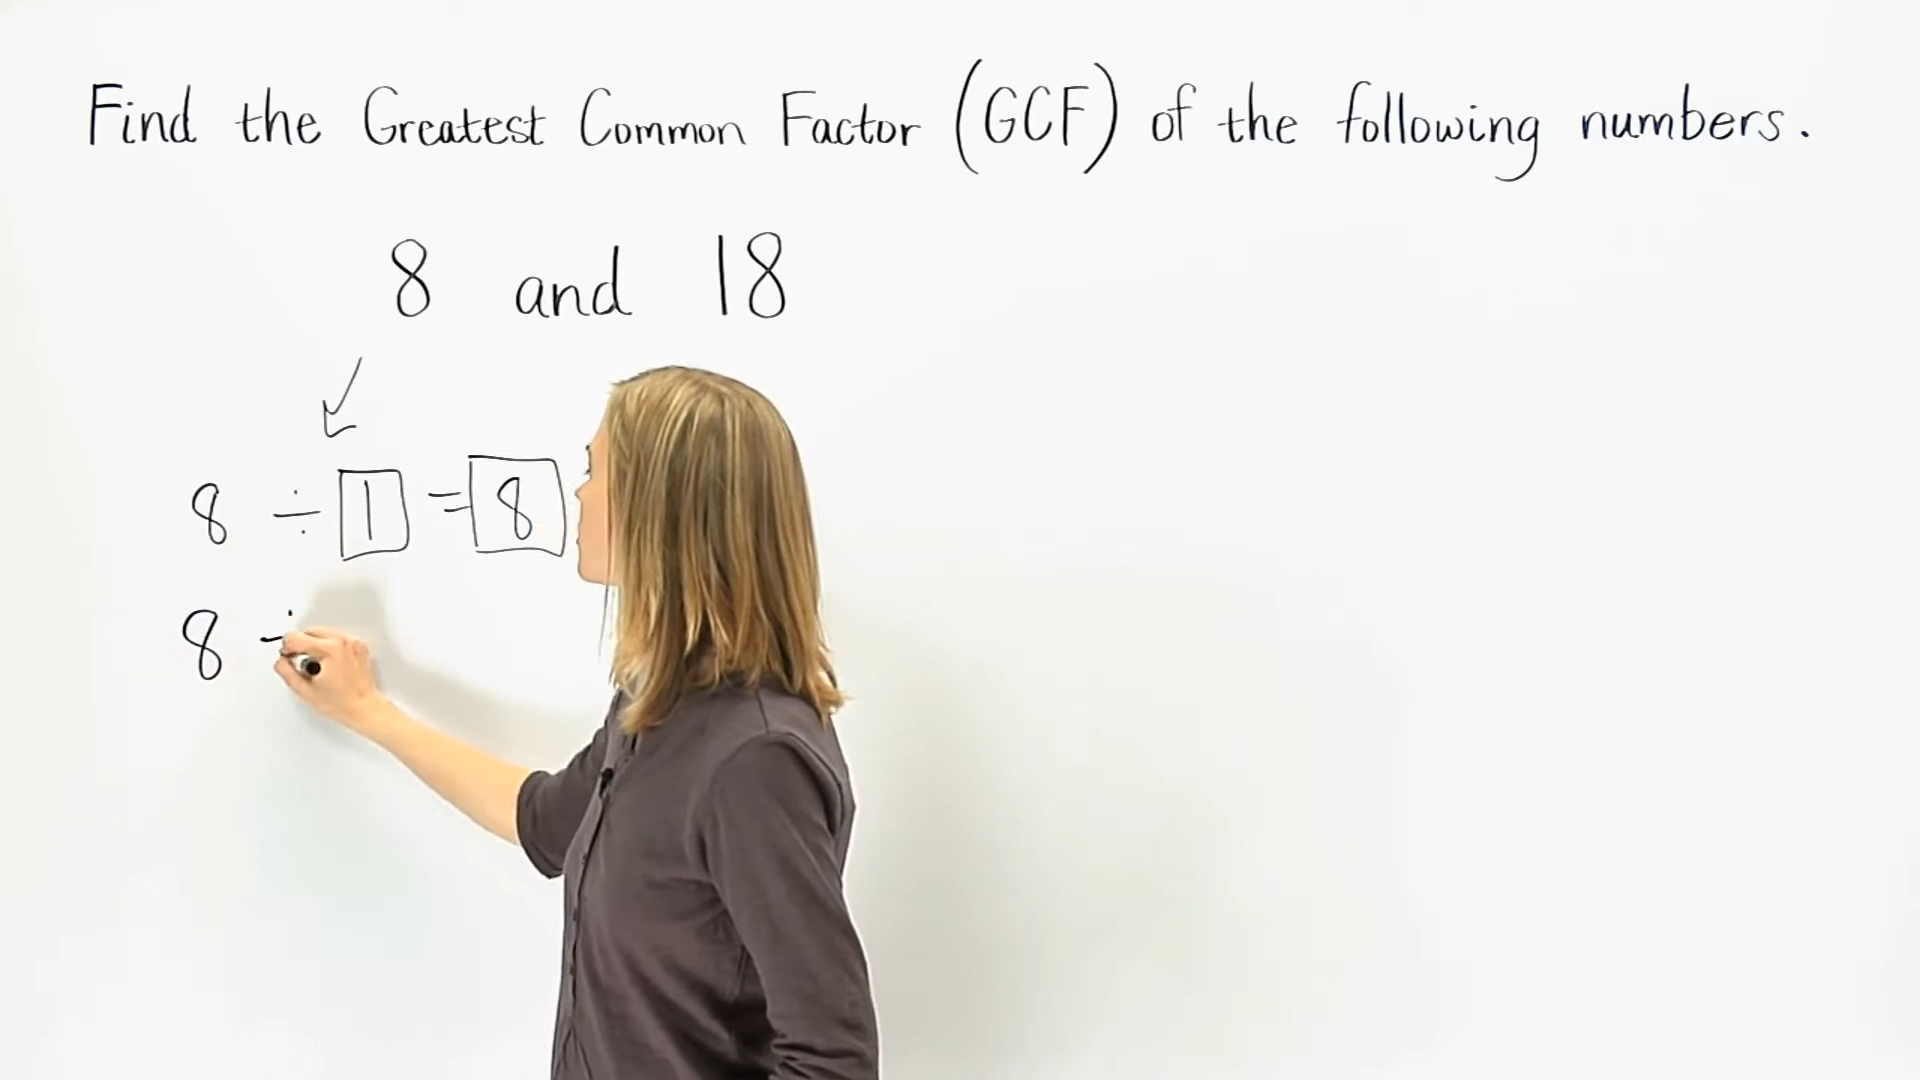 Find the Greatest Common Factor (GCF) of the following numbers.
8 and 18
8 ÷ 1 = 8
8 ÷